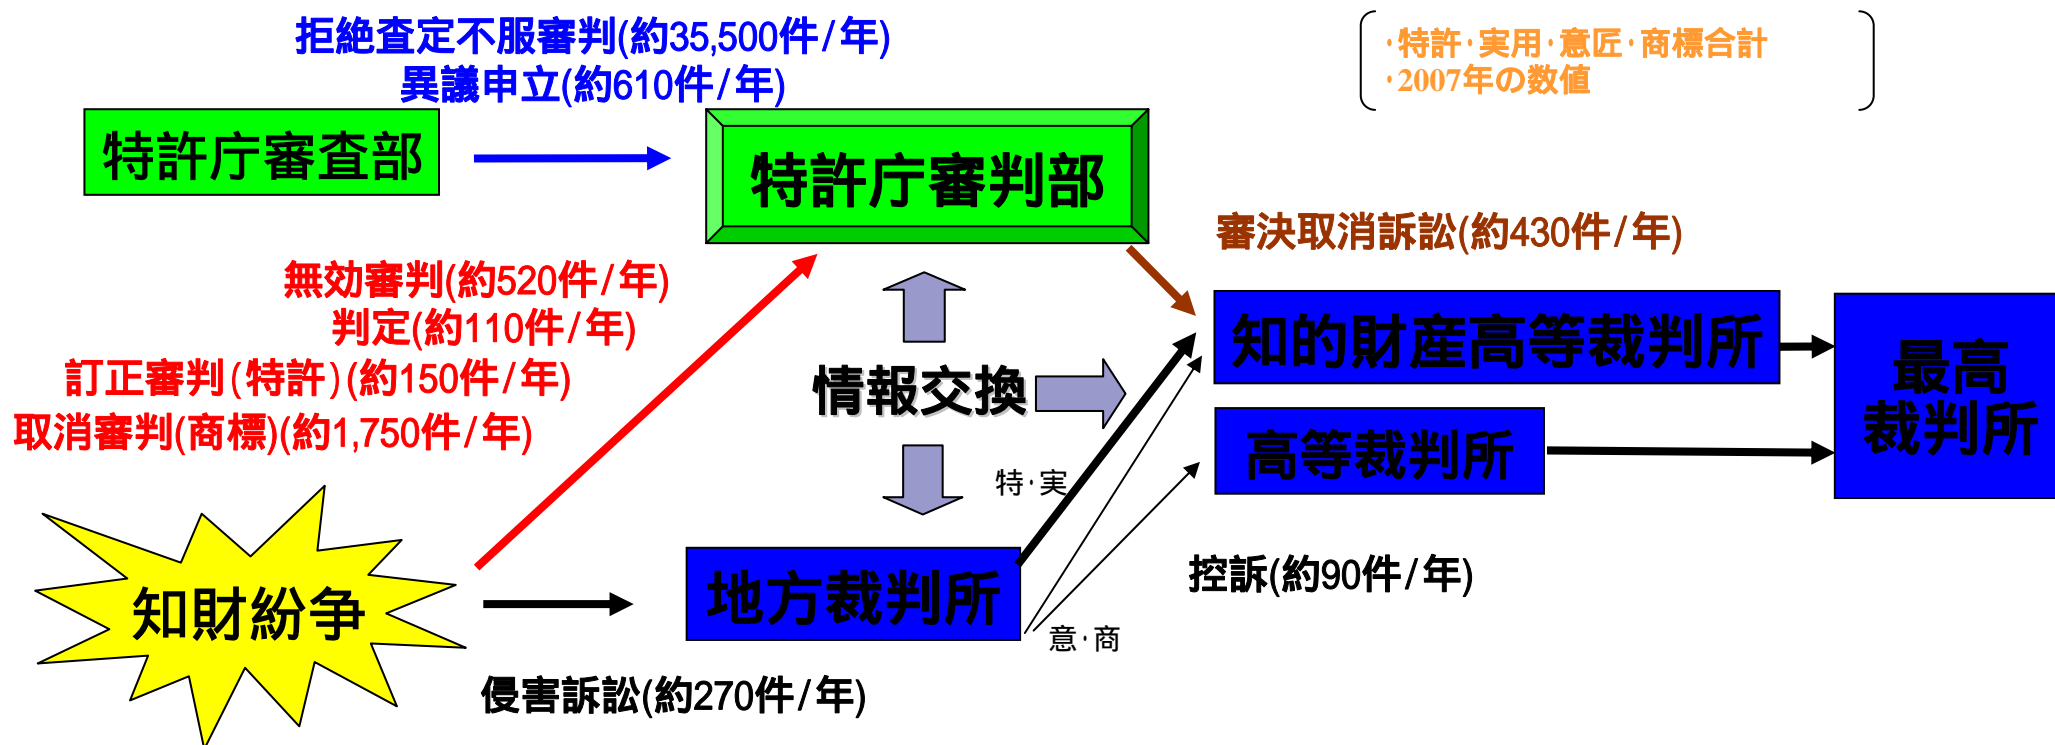 拒絶査定不服審判(約35,500件/年)
異議申立(約610件/年)
・特許・実用・意匠・商標合計
・2007年の数値
特許庁審査部
特許庁審判部
審決取消訴訟(約430件/年)
無効審判(約520件/年)
判定(約110件/年)
訂正審判(特許)(約150件/年)
取消審判(商標)(約1,750件/年)
情報交換
知的財産高等裁判所
最高
裁判所
高等裁判所
特・実
控訴(約90件/年)
知財紛争
地方裁判所
意・商
侵害訴訟(約270件/年)